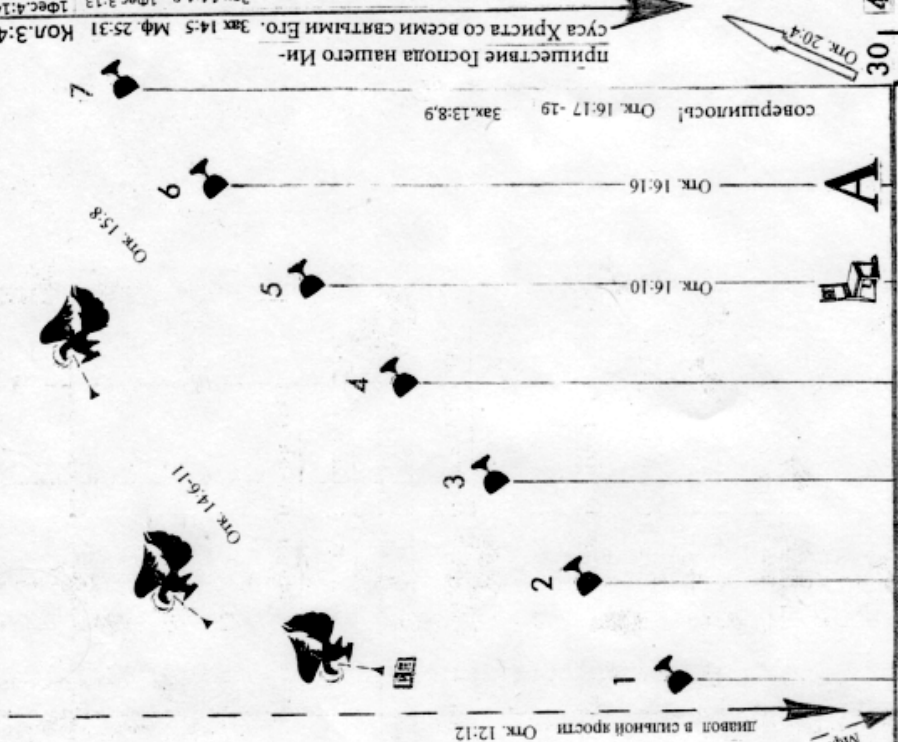 диавол в сильной ярости Отк. 12:12
1
2
Отк. 14:6-11
3
4
Отк. 16:10
5
Отк. 15:8
А
Отк. 16:16
6
совершилось! Отк. 16:17 -19 Зах.13:8,9
7
30
Отк. 20:4
пришествие Господа нашего Ии-
суса Христа со всеми святыми Его. Зах 14:5 Мф. 25:31 Кол.3:4
1Фес.3:13